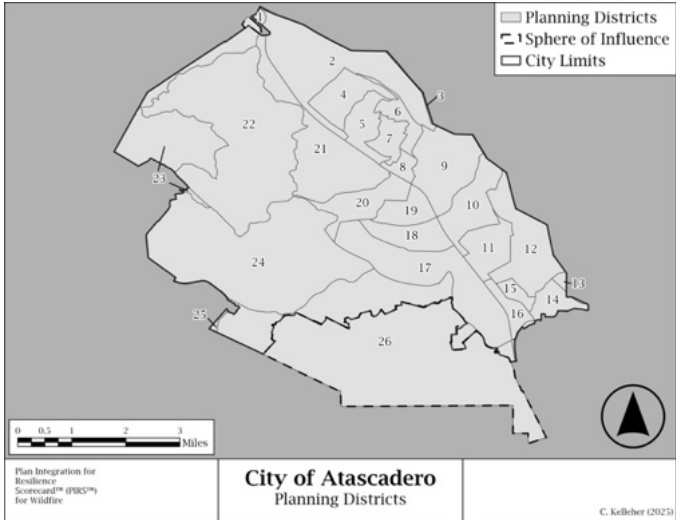 Planning Districts
Sphere of Influence
City Limits
1
2
3
4
5
6
7
8
9
10
11
12
13
14
15
16
17
18
19
20
21
22
23
24
25
26
0 0.5 1 2 3
Miles
Plan Integration for
Resilience
Scorecard™ (PIRS™)
for Wildfire
City of Atascadero
Planning Districts
C. Kelleher (2025)